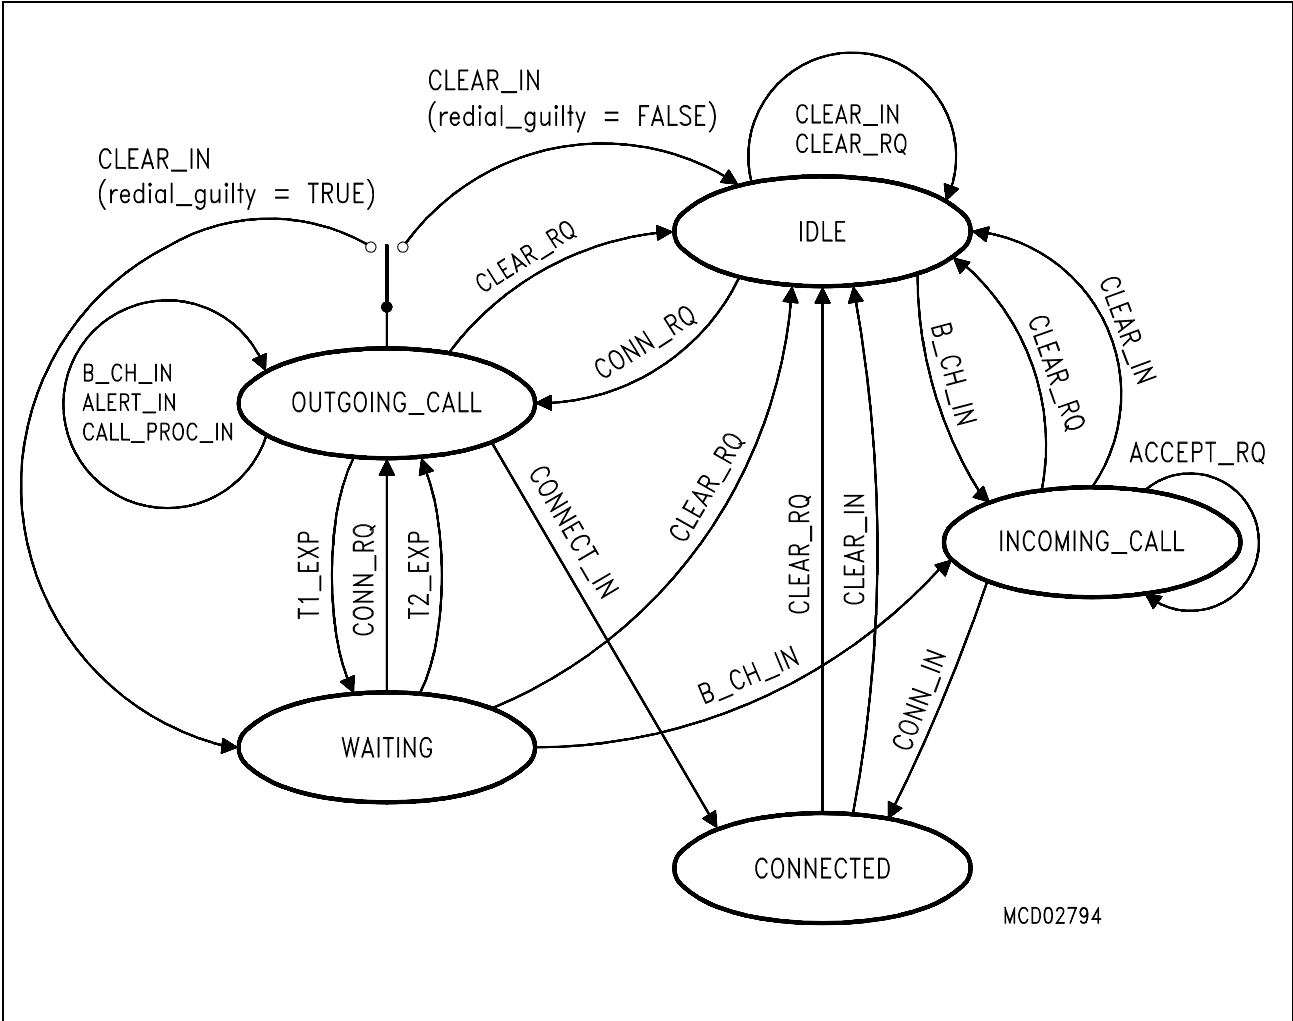 CLEAR_IN
(redial_guilty = FALSE)
CLEAR_IN
CLEAR_RQ
CLEAR_IN
(redial_guilty = TRUE)
IDLE
CLEAR_RQ
CONN_RQ
B_CH_IN
CLEAR_RQ
CLEAR_IN
B_CH_IN
ALERT_IN
CALL_PROC_IN
OUTGOING_CALL
ACCEPT_RQ
CLEAR_RQ
CONNECT_IN
INCOMING_CALL
T1_EXP
CONN_RQ
T2_EXP
CLEAR_RQ
CLEAR_IN
B_CH_IN
CONN_IN
WAITING
CONNECTED
MCD02794